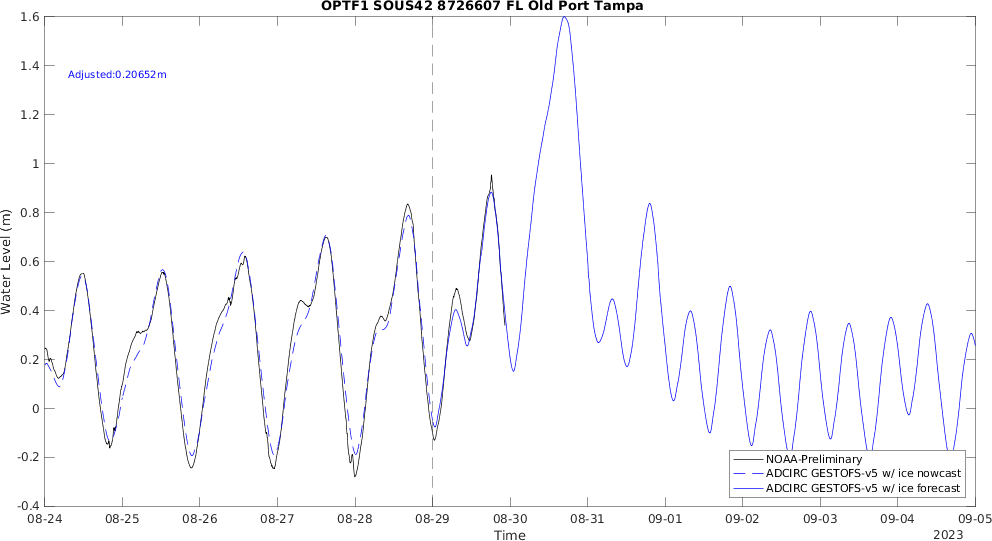 OPTF1 SOUS42 8726607 FL Old Port Tampa
1.6
1.4
1.2
1
0.8
0.6
0.4
0.2
0
-0.2
-0.4
Water Level (m)
Adjusted:0.20652m
NOAA-Preliminary
ADCIRC GESTOFS-v5 w/ ice nowcast
ADCIRC GESTOFS-v5 w/ ice forecast
08-24 08-25 08-26 08-27 08-28 08-29 08-30 08-31 09-01 09-02 09-03 09-04 09-05
Time
2023